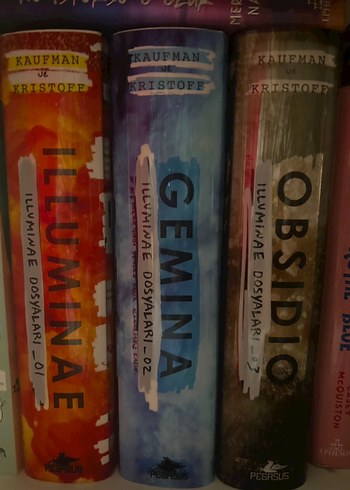 KAUFMAN
ve
KRISTOFF
ILLUMINAE
ILLUMINAE DOSYALARI_01
PEGASUS
KAUFMAN
ve
KRISTOFF
GEMINA
ILLUMINAE DOSYALARI_02
PEGASUS
KAUFMAN
ve
KRISTOFF
OBSIDIO
ILLUMINAE DOSYALARI_03
PEGASUS
MCQUISTON